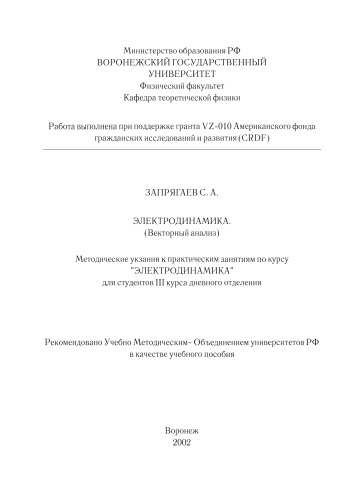 Министерство образования РФ
ВОРОНЕЖСКИЙ ГОСУДАРСТВЕННЫЙ
УНИВЕРСИТЕТ
Физический факультет
Кафедра теоретической физики
Работа выполнена при поддержке гранта VZ-010 Американского фонда
гражданских исследований и развития (CRDF)
ЗАПРЯГАЕВ С. А.
ЭЛЕКТРОДИНАМИКА.
(Векторный анализ)
Методические укзания к практическим занятиям по курсу
"ЭЛЕКТРОДИНАМИКА"
для студентов III курса дневного отделения
Рекомендовано Учебно Методическим- Объединением университетов РФ
в качестве учебного пособия
Воронеж
2002